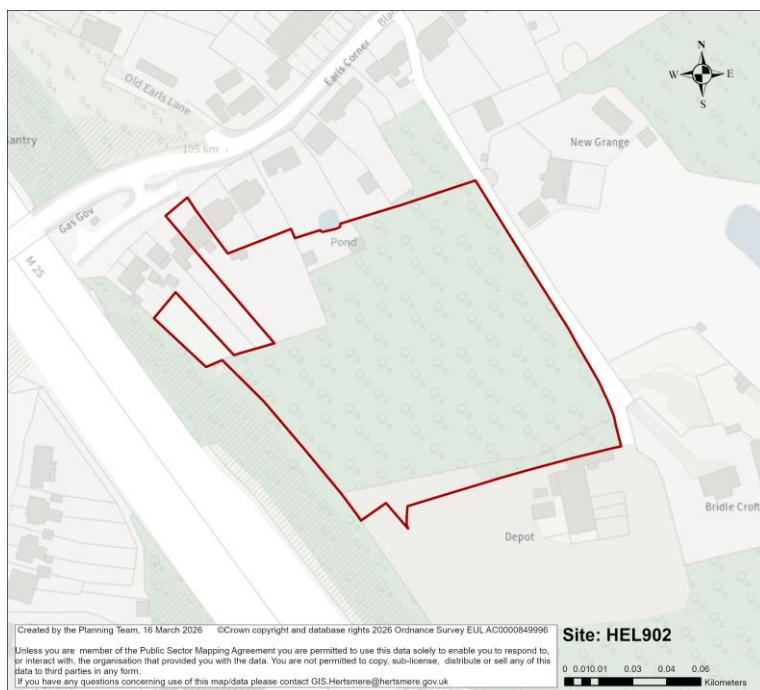 Blan
Earls Corner
Old Earls Lane
N
W E
S
antry
105.6m
New Grange
Gas Gov
Pond
M 25
Depot
Bridle Croft
Created by the Planning Team, 16 March 2026 ©Crown copyright and database rights 2026 Ordnance Survey EUL AC0000849996
Unless you are member of the Public Sector Mapping Agreement you are permitted to use this data solely to enable you to respond to,
or interact with, the organisation that provided you with the data. You are not permitted to copy, sub-license, distribute or sell any of this
data to third parties in any form.
If you have any questions concerning use of this map/data please contact GIS.Hertsmere@hertsmere.gov.uk
Site: HEL902
0 0.010.01 0.03 0.04 0.06
Kilometers